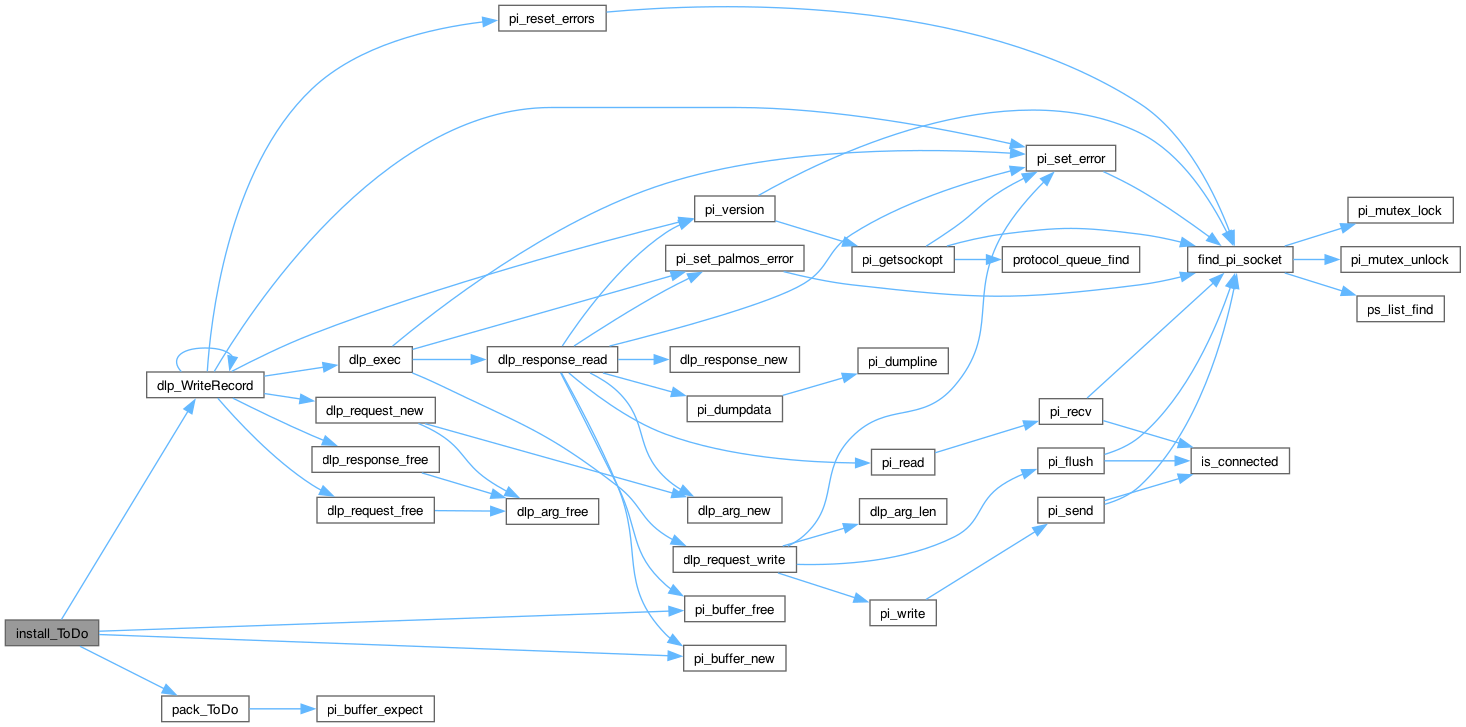 pi_reset_errors
pi_set_error
pi_version
pi_mutex_lock
pi_set_palmos_error
pi_getsockopt
protocol_queue_find
find_pi_socket
pi_mutex_unlock
ps_list_find
dlp_exec
dlp_response_read
dlp_response_new
pi_dumpline
dlp_WriteRecord
dlp_request_new
pi_dumpdata
pi_recv
dlp_response_free
pi_read
pi_flush
is_connected
dlp_request_free
dlp_arg_free
dlp_arg_new
dlp_arg_len
pi_send
dlp_request_write
pi_buffer_free
pi_write
install_ToDo
pi_buffer_new
pack_ToDo
pi_buffer_expect